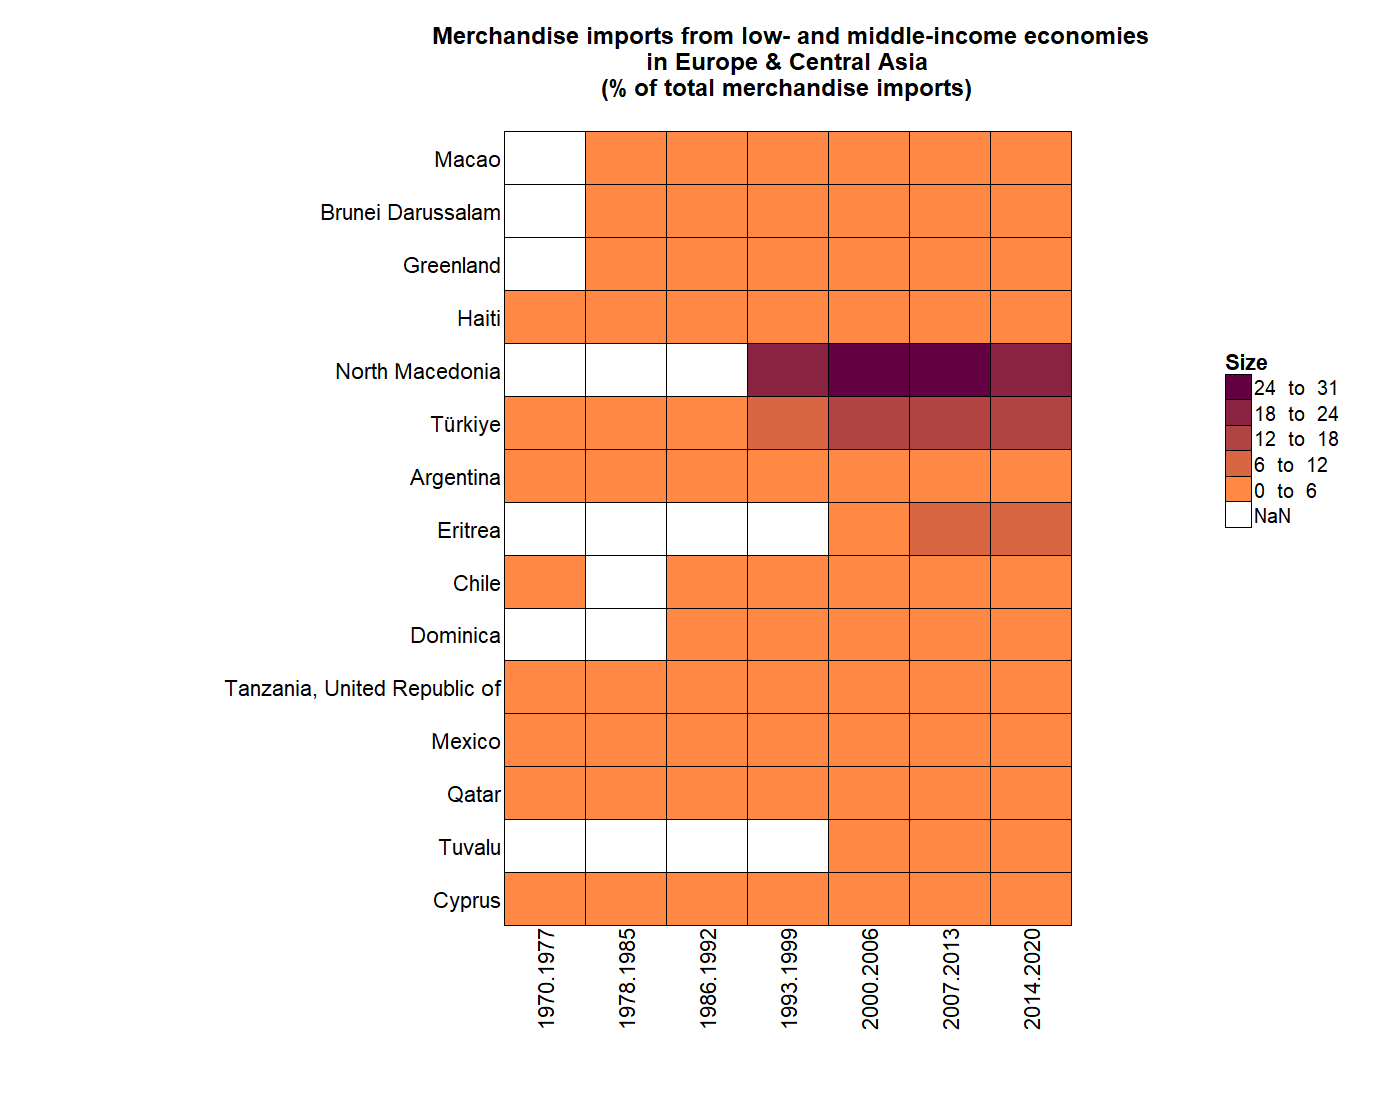 Merchandise imports from low- and middle-income economies
in Europe & Central Asia
(% of total merchandise imports)
Macao
Brunei Darussalam
Greenland
Haiti
North Macedonia
Türkiye
Argentina
Eritrea
Chile
Dominica
Tanzania, United Republic of
Mexico
Qatar
Tuvalu
Cyprus
1970.1977
1978.1985
1986.1992
1993.1999
2000.2006
2007.2013
2014.2020
Size
24 to 31
18 to 24
12 to 18
6 to 12
0 to 6
NaN